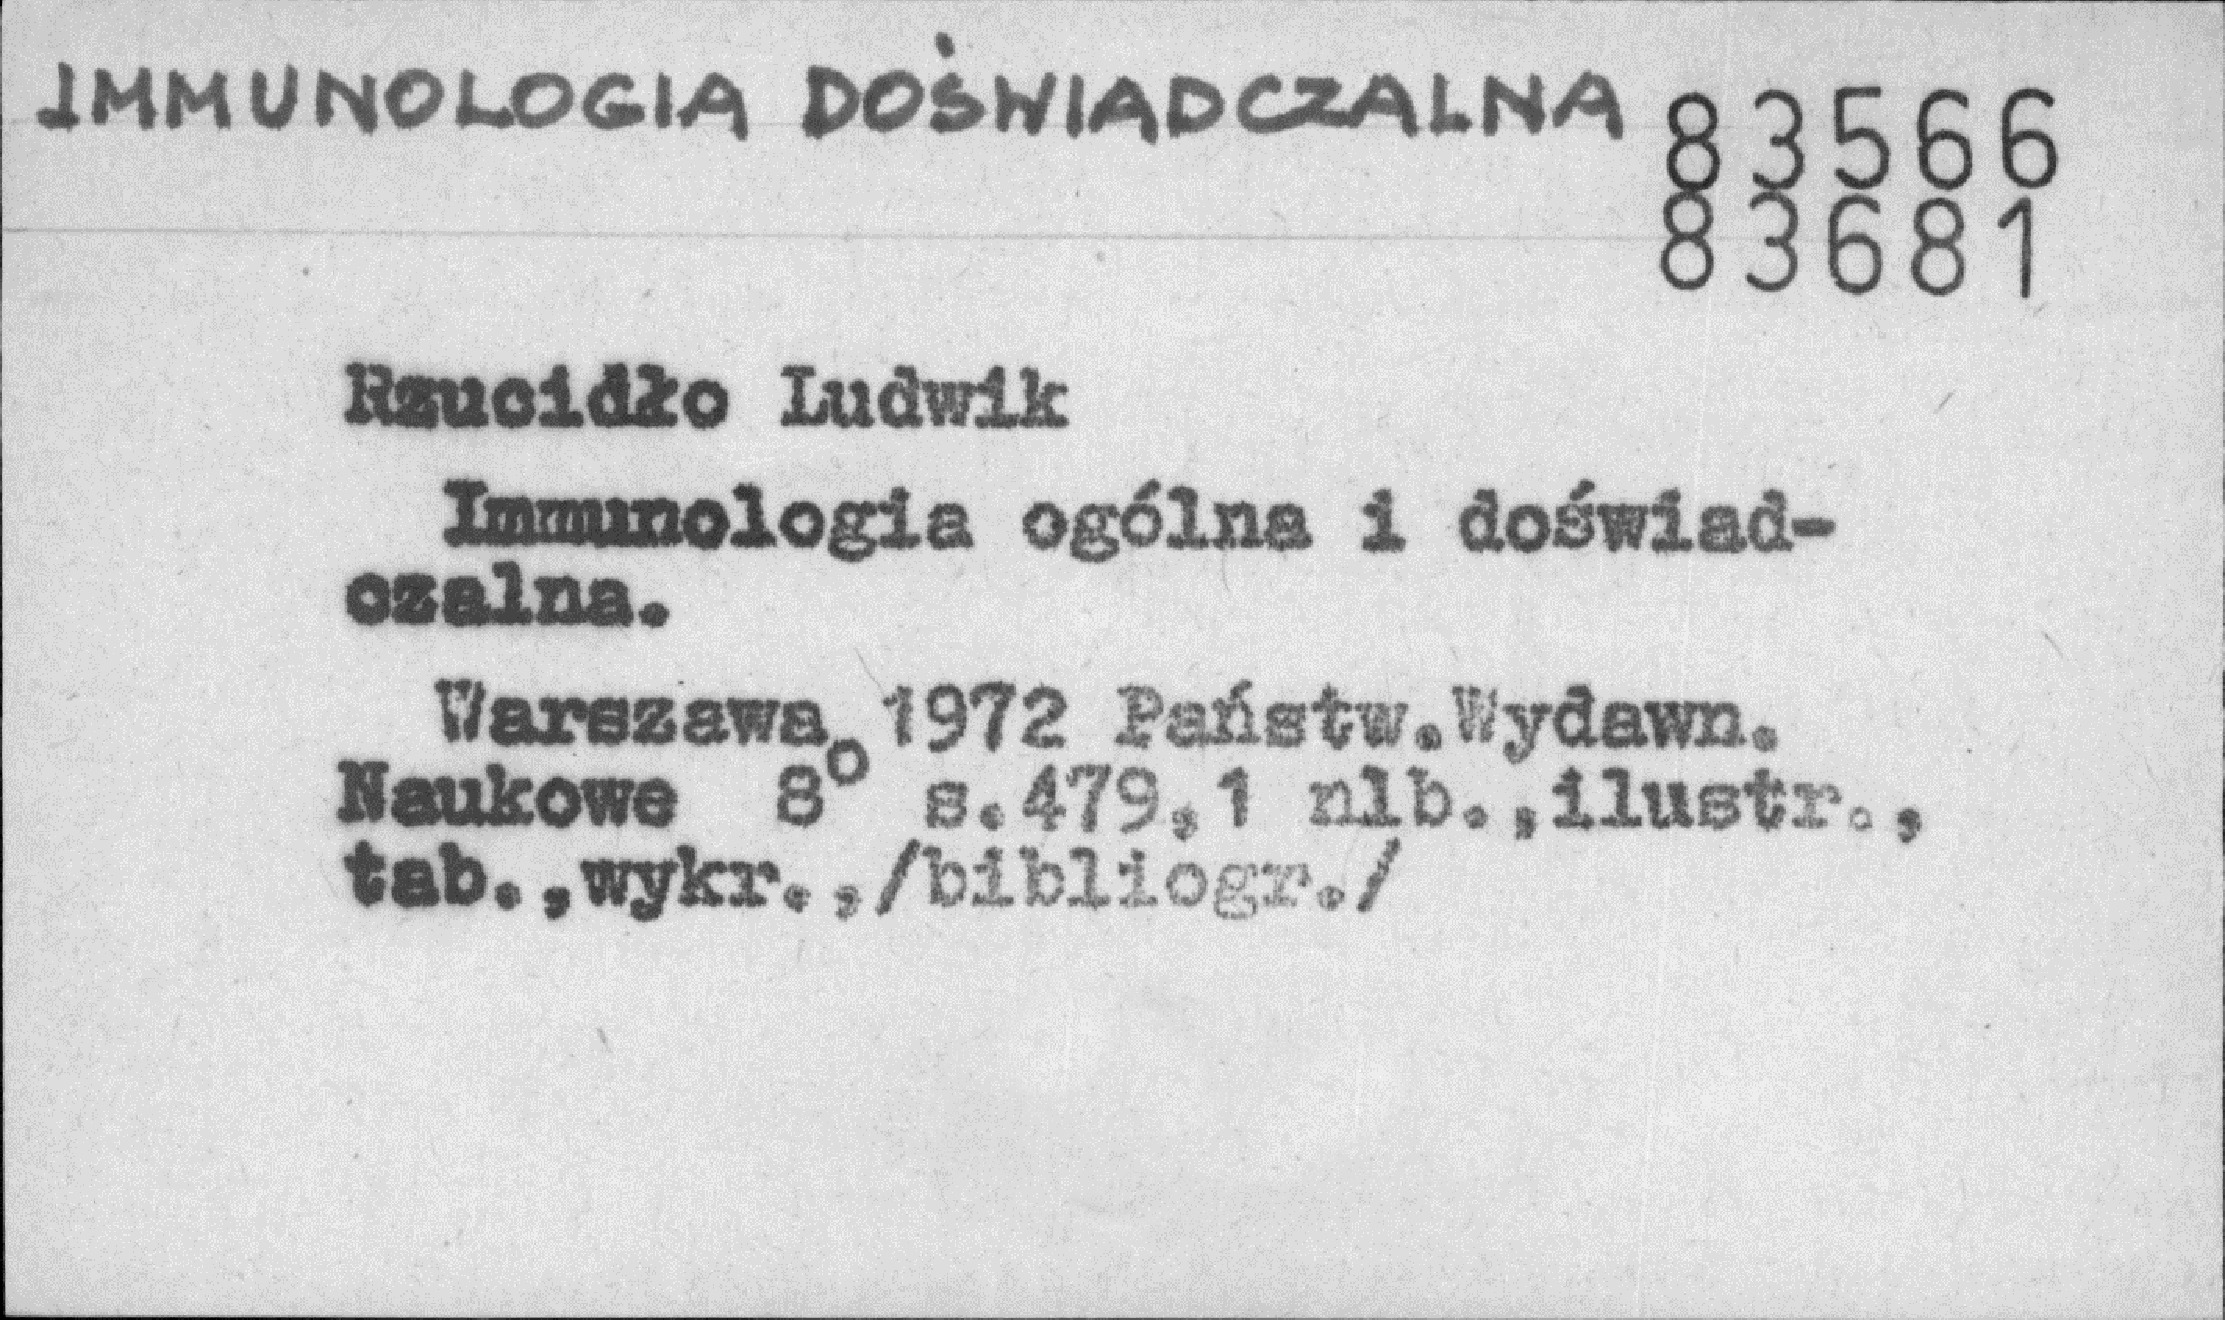 IMMUNOLOGIA DOŚWIADCZALNA
83566
83681
Rzucidło Ludwik
Immunologia ogólna i doświad-
czalna.
Warszawa 1972 Państw.Wydawn.
Naukowe 8° s.479,1 nlb.,ilustr.,
tab.,wykr.,/bibliogr./